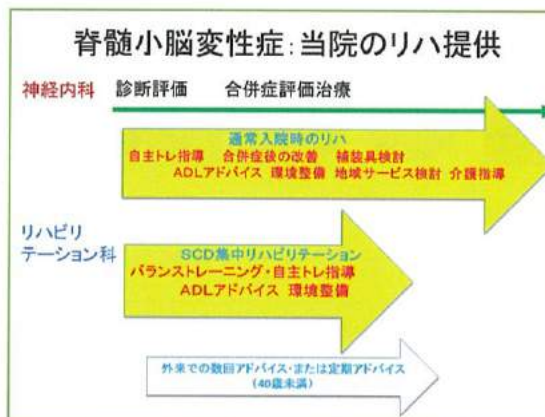 脊髄小脳変性症：当院のリハ提供
神経内科 診断評価 合併症評価治療
通常入院時のリハ
自主トレ指導 合併症後の改善 補装具検討
ADLアドバイス 環境整備 地域サービス検討 介護指導
リハビリ
テーション科
SCD集中リハビリテーション
バランストレーニング・自主トレ指導
ADLアドバイス 環境整備
外来での数回アドバイス・または定期アドバイス
（40歳未満）